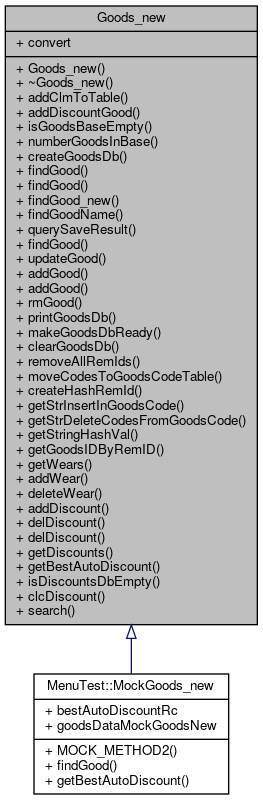 Goods_new
+ convert
+ Goods_new()
+ ~Goods_new()
+ addClmToTable()
+ addDiscountGood()
+ isGoodsBaseEmpty()
+ numberGoodsInBase()
+ createGoodsDb()
+ findGood()
+ findGood()
+ findGood_new()
+ findGoodName()
+ querySaveResult()
+ findGood()
+ updateGood()
+ addGood()
+ addGood()
+ rmGood()
+ printGoodsDb()
+ makeGoodsDbReady()
+ clearGoodsDb()
+ removeAllRemIds()
+ moveCodesToGoodsCodeTable()
+ createHashRemId()
+ getStrInsertInGoodsCode()
+ getStrDeleteCodesFromGoodsCode()
+ getStringHashVal()
+ getGoodsIDByRemID()
+ getWears()
+ addWear()
+ deleteWear()
+ addDiscount()
+ delDiscount()
+ delDiscount()
+ getDiscounts()
+ getBestAutoDiscount()
+ isDiscountsDbEmpty()
+ clcDiscount()
+ search()
MenuTest::MockGoods_new
+ bestAutoDiscountRc
+ goodsDataMockGoodsNew
+ MOCK_METHOD2()
+ findGood()
+ getBestAutoDiscount()